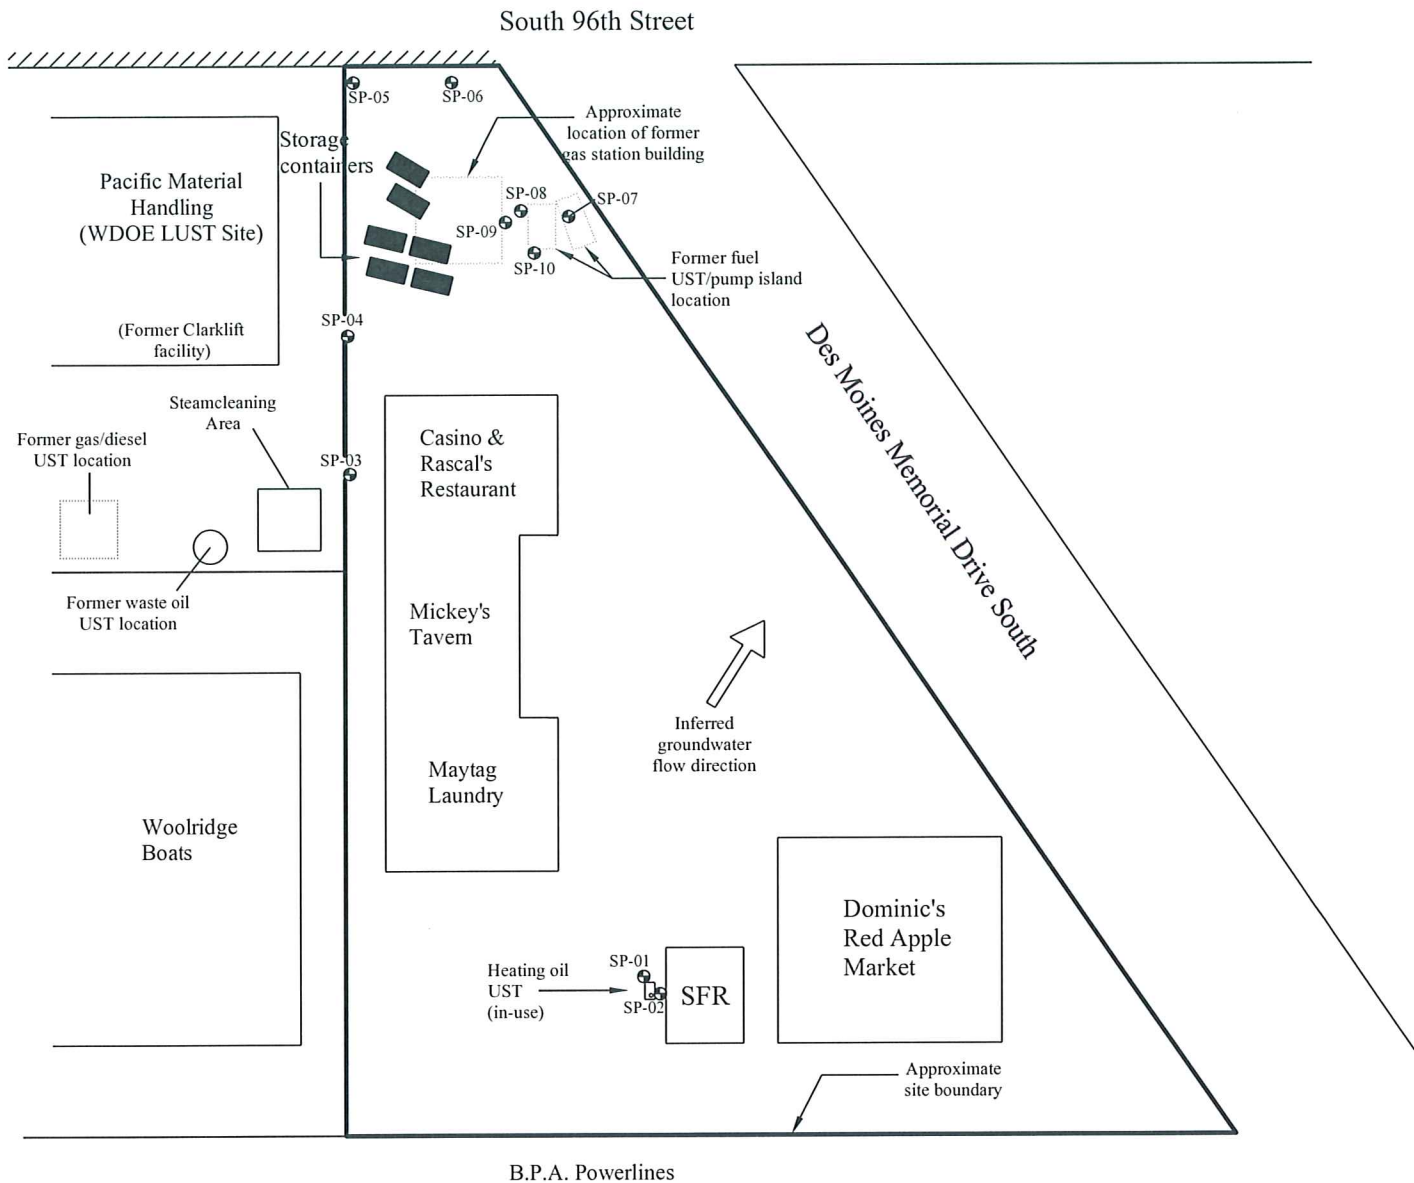 South 96th Street
SP-05
SP-06
Approximate
location of former
gas station building
Storage
containers
Pacific Material
Handling
(WDOE LUST Site)
SP-08
SP-07
SP-09
SP-10
Former fuel
UST/pump island
location
(Former Clarklift
facility)
SP-04
Des Moines Memorial Drive South
Steamcleaning
Area
Former gas/diesel
UST location
SP-03
Casino &
Rascal's
Restaurant
Former waste oil
UST location
Mickey's
Tavern
Inferred
groundwater
flow direction
Maytag
Laundry
Woolridge
Boats
Dominic's
Red Apple
Market
Heating oil
UST
(in-use)
SP-01
SP-02
SFR
Approximate
site boundary
B.P.A. Powerlines